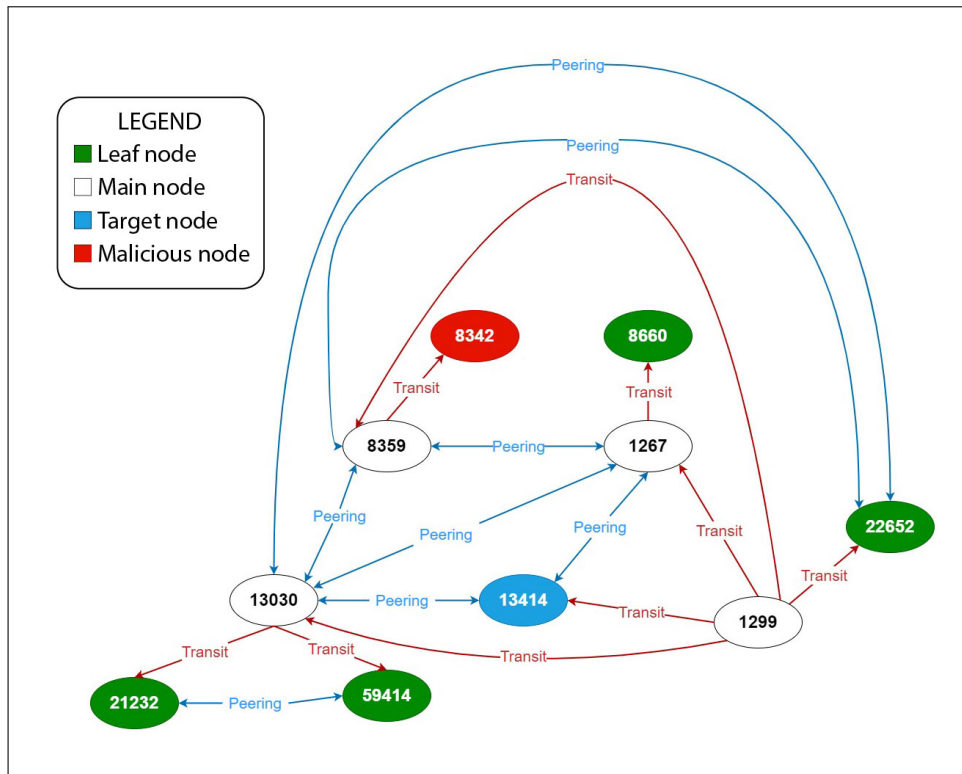 Peering
LEGEND
Leaf node
Main node
Target node
Malicious node
Peering
Transit
8342
8660
Transit
Transit
8359
Peering
1267
Peering
Peering
Peering
22652
Transit
Transit
13030
Peering
13414
Transit
1299
Transit
Transit
Transit
21232
Peering
59414